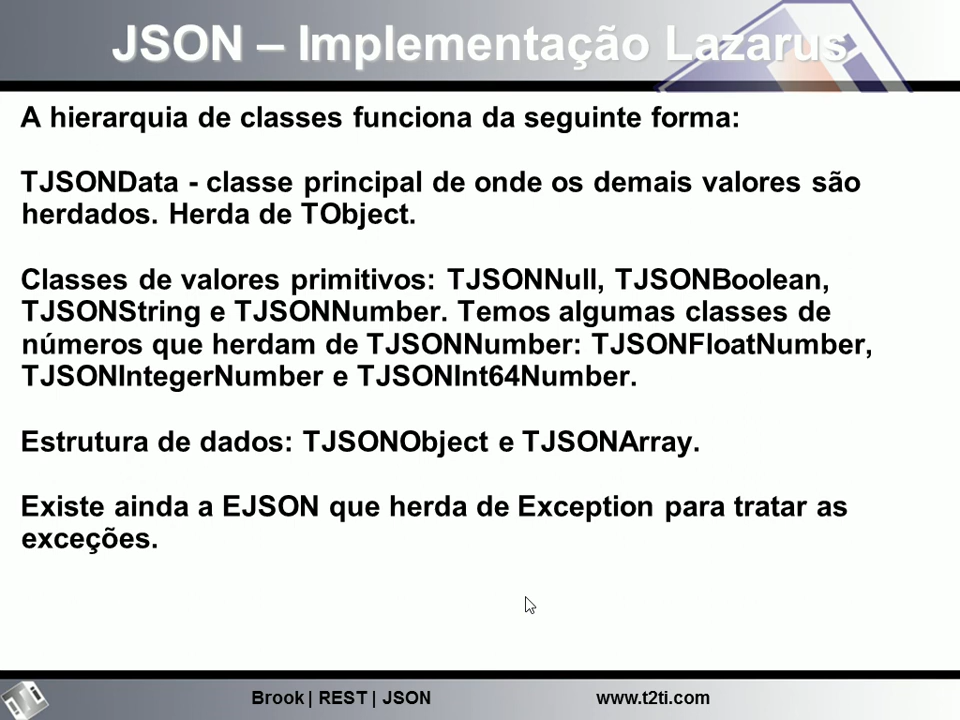 JSON – Implementação Lazarus
A hierarquia de classes funciona da seguinte forma:
TJSONData - classe principal de onde os demais valores são
herdados. Herda de TObject.
Classes de valores primitivos: TJSONNull, TJSONBoolean,
TJSONString e TJSONNumber. Temos algumas classes de
números que herdam de TJSONNumber: TJSONFloatNumber,
TJSONIntegerNumber e TJSONInt64Number.
Estrutura de dados: TJSONObject e TJSONArray.
Existe ainda a EJSON que herda de Exception para tratar as
exceções.
Brook | REST | JSON www.t2ti.com